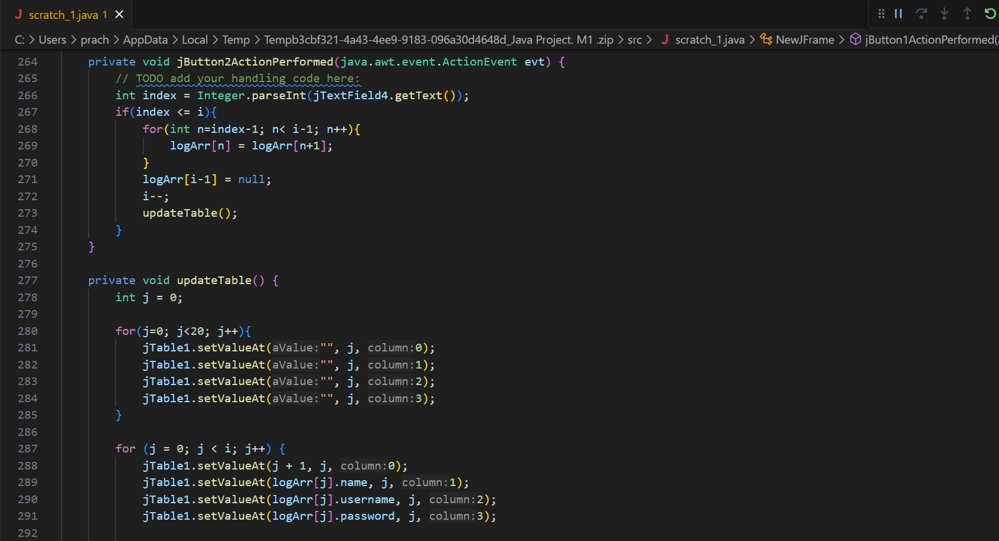 scratch_1.java 1
C: > Users > prach > AppData > Local > Temp > Tempb3cbf321-4a43-4ee9-9183-096a30d4648d_Java Project. M1 .zip > src > J scratch_1.java > NewJFrame > jButton1ActionPerformed(
264 private void jButton2ActionPerformed(java.awt.event.ActionEvent evt) {
265 // TODO add your handling code here:
266 int index = Integer.parseInt(jTextField4.getText());
267 if(index <= i){
268 for(int n=index-1; n< i-1; n++){
269 logArr[n] = logArr[n+1];
270 }
271 logArr[i-1] = null;
272 i--;
273 updateTable();
274 }
275 }
276
277 private void updateTable() {
278 int j = 0;
279
280 for(j=0; j<20; j++){
281 jTable1.setValueAt(aValue:"", j, column:0);
282 jTable1.setValueAt(aValue:"", j, column:1);
283 jTable1.setValueAt(aValue:"", j, column:2);
284 jTable1.setValueAt(aValue:"", j, column:3);
285 }
286
287 for (j = 0; j < i; j++) {
288 jTable1.setValueAt(j + 1, j, column:0);
289 jTable1.setValueAt(logArr[j].name, j, column:1);
290 jTable1.setValueAt(logArr[j].username, j, column:2);
291 jTable1.setValueAt(logArr[j].password, j, column:3);
292